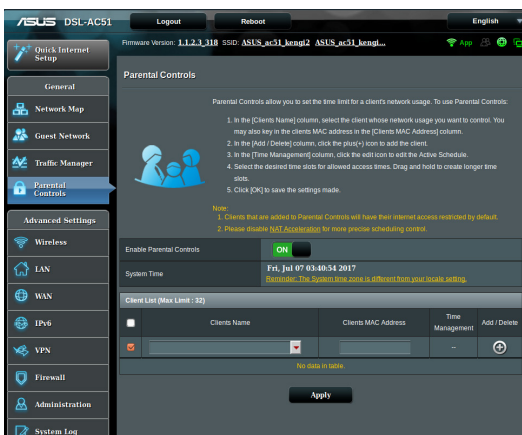 ASUS DSL-AC51
Logout
Reboot
English
Firmware Version: 1.1.2.3_318 SSID: ASUS_ac51_kengi2 ASUS_ac51_kengi...
App
Quick Internet
Setup
General
Network Map
Guest Network
Traffic Manager
Parental
Controls
Advanced Settings
Wireless
LAN
WAN
IPv6
VPN
Firewall
Administration
System Log
Parental Controls
Parental Controls allow you to set the time limit for a client's network usage. To use Parental Controls:
1. In the [Clients Name] column, select the client whose network usage you want to control. You
may also key in the clients MAC address in the [Clients MAC Address] column.
2. In the [Add / Delete] column, click the plus(+) icon to add the client.
3. In the [Time Management] column, click the edit icon to edit the Active Schedule.
4. Select the desired time slots for allowed access times. Drag and hold to create longer time
slots.
5. Click [OK] to save the settings made.
Note:
1. Clients that are added to Parental Controls will have their internet access restricted by default.
2. Please disable NAT Acceleration for more precise scheduling control.
Enable Parental Controls
ON
System Time
Fri, Jul 07 03:40:54 2017
Reminder: The System time zone is different from your locale setting.
Client List (Max Limit : 32)
Clients Name
Clients MAC Address
Time
Management
Add / Delete
--
No data in table.
Apply